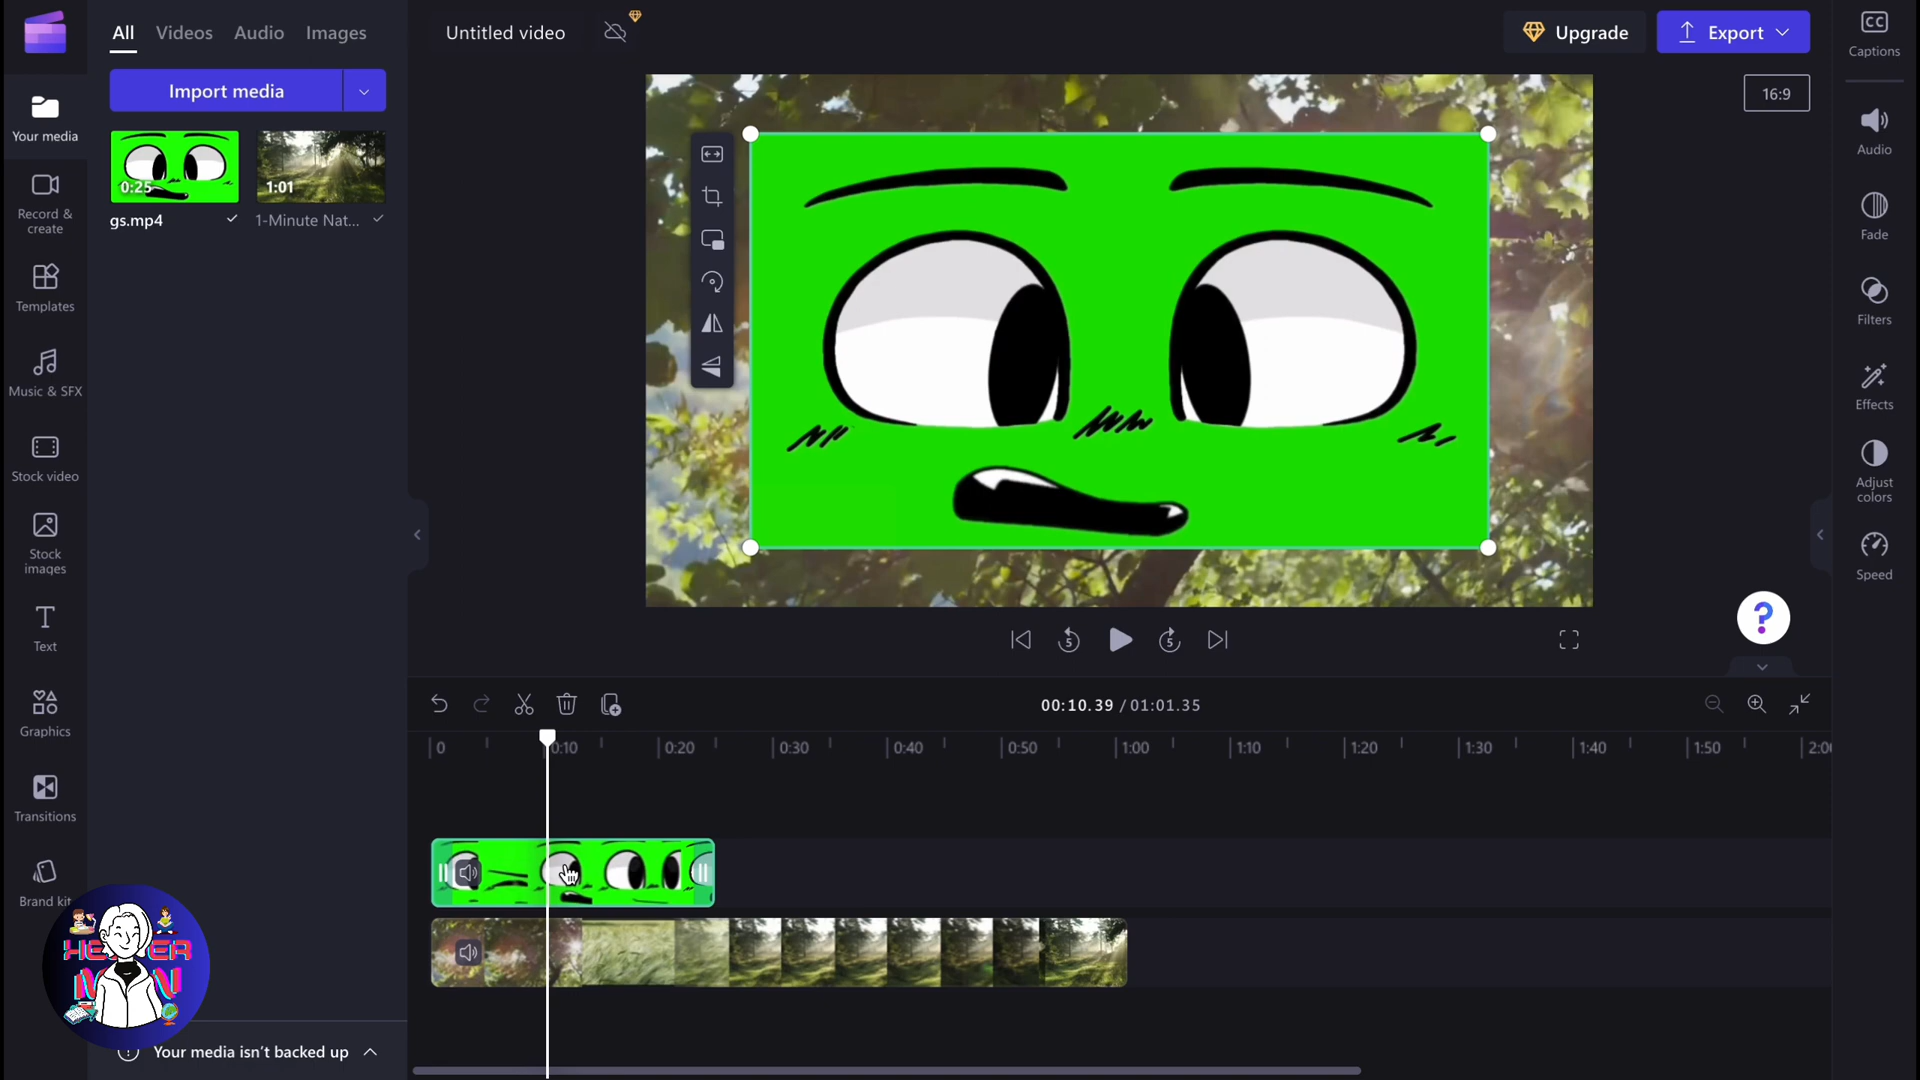 All Videos Audio Images
Untitled video
Upgrade
Export
Captions
Import media
16:9
Your media
0:25
1:01
gs.mp4
1-Minute Nat...
Audio
Record &
create
Fade
Templates
Filters
Music & SFX
Effects
Stock video
Adjust
colors
Stock
images
Speed
Text
5
5
?
Graphics
00:10.39 / 01:01.35
0 0:10 0:20 0:30 0:40 0:50 1:00 1:10 1:20 1:30 1:40 1:50 2:0
Transitions
Brand kit
Your media isn't backed up